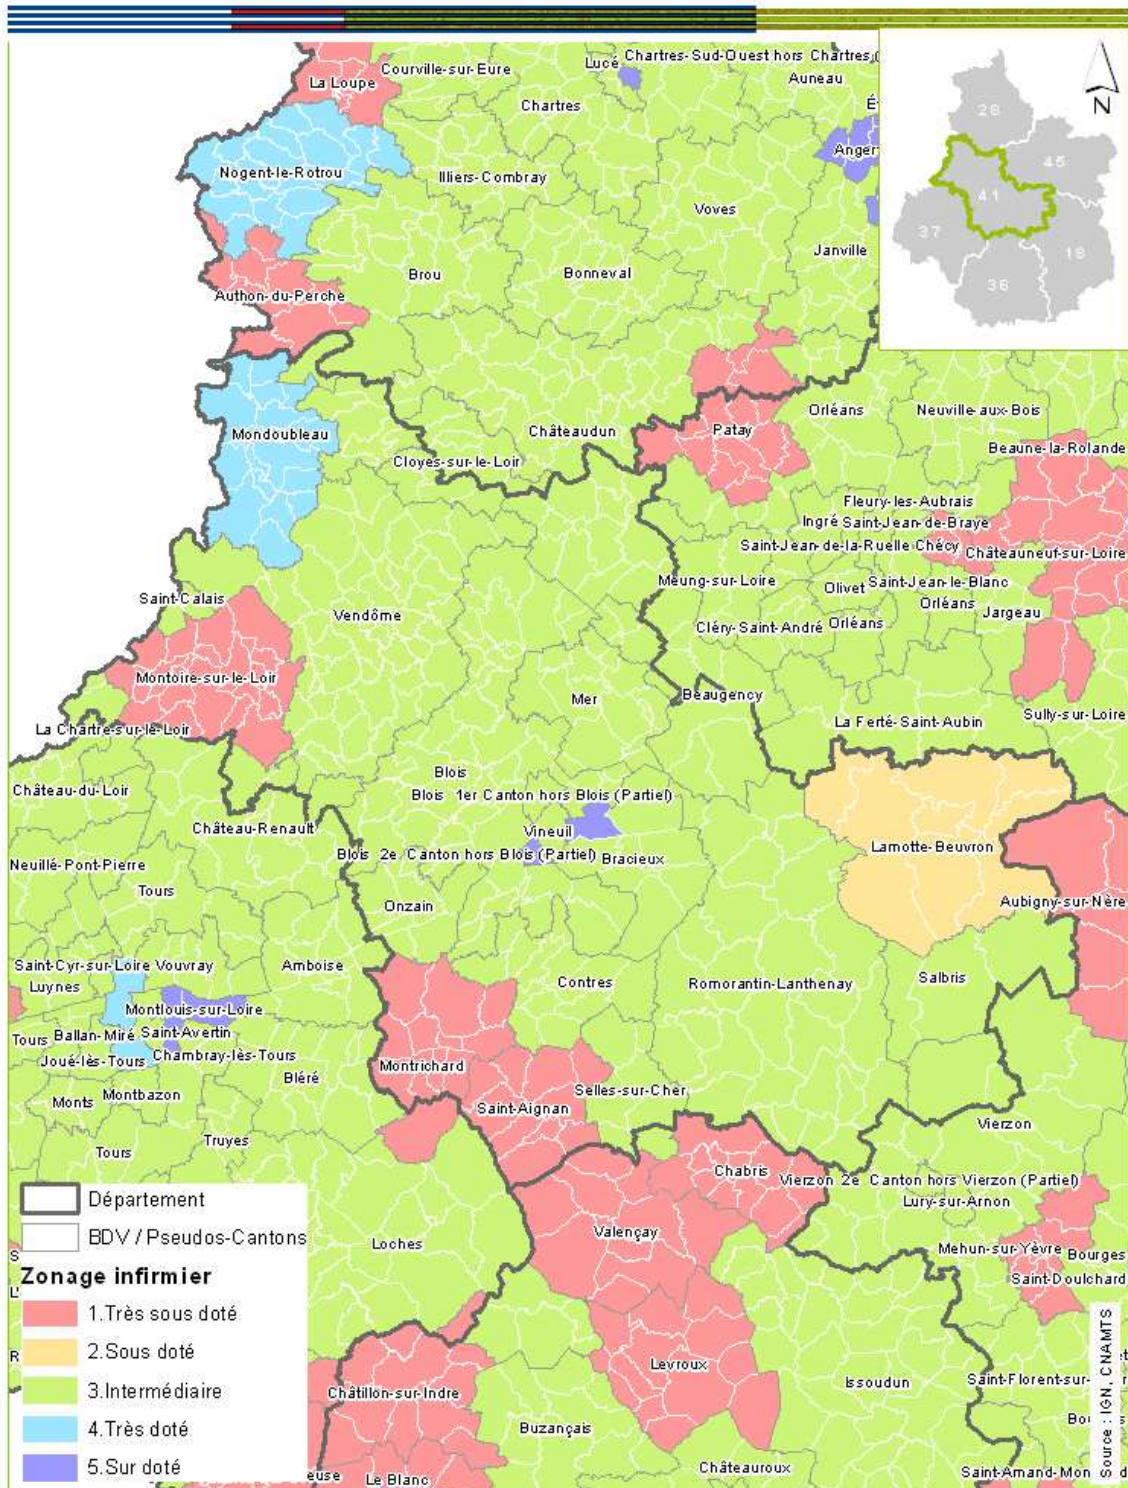 La Loupe
Courville-sur-Eure
Lucé
Chartres-Sud-Ouest hors Chartres
Auneau
Chartres
Nogent-le-Rotrou
Illiers-Combray
Voves
Janville
Brou
Bonneval
Authon-du-Perche
28
45
41
37
18
36
N
Orléans
Neuville-aux-Bois
Mondoubleau
Châteaudun
Patay
Beaune-la-Rolande
Cloyes-sur-le-Loir
Fleury-les-Aubrais
Ingré
Saint-Jean-de-Braye
Saint-Jean-de-la-Ruelle
Chécy
Châteauneuf-sur-Loire
Meung-sur-Loire
Olivet
Saint-Jean-le-Blanc
Orléans
Jargeau
Saint-Calais
Vendôme
Cléry-Saint-André
Orléans
Montoire-sur-le-Loir
Mer
Beaugency
La Ferté-Saint-Aubin
Sully-sur-Loire
La Chartre-sur-le-Loir
Blois
Château-du-Loir
Blois 1er Canton hors Blois (Partiel)
Château-Renault
Vineuil
Lamotte-Beuvron
Neuillé-Pont-Pierre
Blois 2e Canton hors Blois (Partiel)
Bracieux
Tours
Onzain
Aubigny-sur-Nère
Saint-Cyr-sur-Loire
Vouvray
Amboise
Contres
Romorantin-Lanthenay
Salbris
Luynes
Montlouis-sur-Loire
Tours
Ballan-Miré
Saint-Avertin
Joué-lès-Tours
Chambray-lès-Tours
Bléré
Montrichard
Selles-sur-Cher
Monts
Montbazon
Saint-Aignan
Vierzon
Tours
Truyes
Chabris
Vierzon 2e Canton hors Vierzon (Partiel)
Lury-sur-Arnon
Valençay
Loches
Mehun-sur-Yèvre
Bourges
Saint-Doulchard
Levroux
Issoudun
Châtillon-sur-Indre
Buzançais
Châteauroux
Le Blanc
Département
BDV / Pseudos-Cantons
Zonage infirmier
1.Très sous doté
2.Sous doté
3.Intermédiaire
4.Très doté
5.Sur doté
Source : IGN, CNAMTS